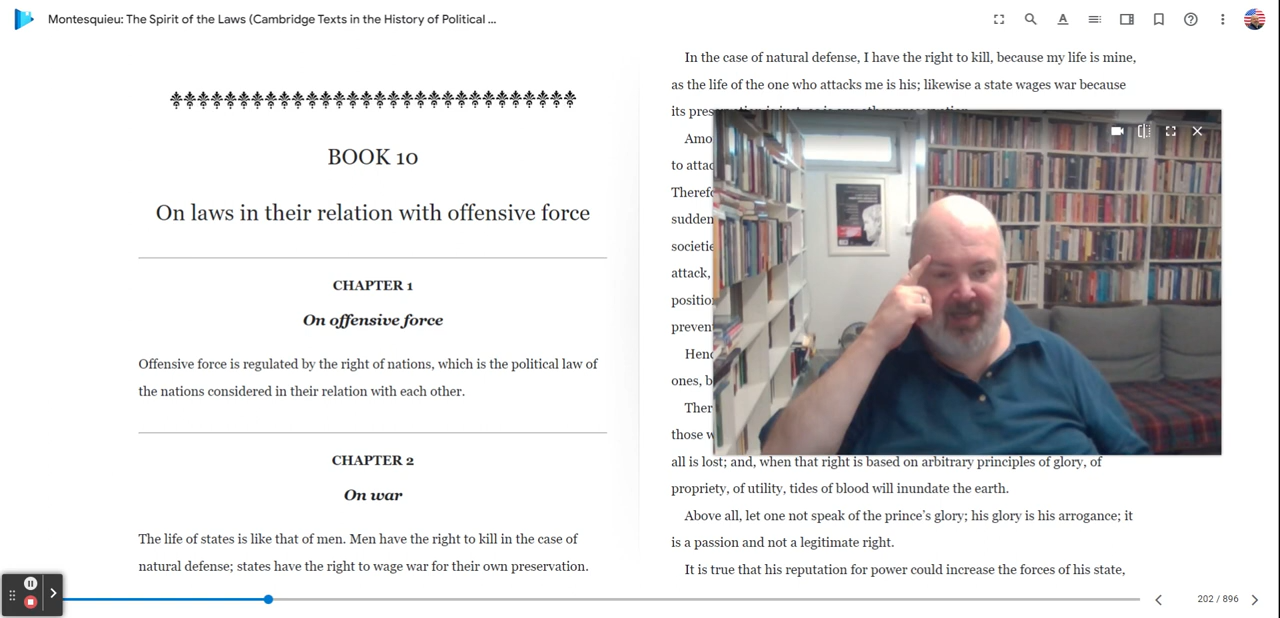 Montesquieu: The Spirit of the Laws (Cambridge Texts in the History of Political ...
BOOK 10
On laws in their relation with offensive force
CHAPTER 1
On offensive force
Offensive force is regulated by the right of nations, which is the political law of
the nations considered in their relation with each other.
CHAPTER 2
On war
The life of states is like that of men. Men have the right to kill in the case of
natural defense; states have the right to wage war for their own preservation.
In the case of natural defense, I have the right to kill, because my life is mine,
as the life of the one who attacks me is his; likewise a state wages war because
its preservation is just, as is any other preservation.
Amo
to attac
Therefo
sudden
societie
attack,
position
preven
Henc
ones, b
Ther
those w
all is lost; and, when that right is based on arbitrary principles of glory, of
propriety, of utility, tides of blood will inundate the earth.
Above all, let one not speak of the prince's glory; his glory is his arrogance; it
is a passion and not a legitimate right.
It is true that his reputation for power could increase the forces of his state,
202 / 896